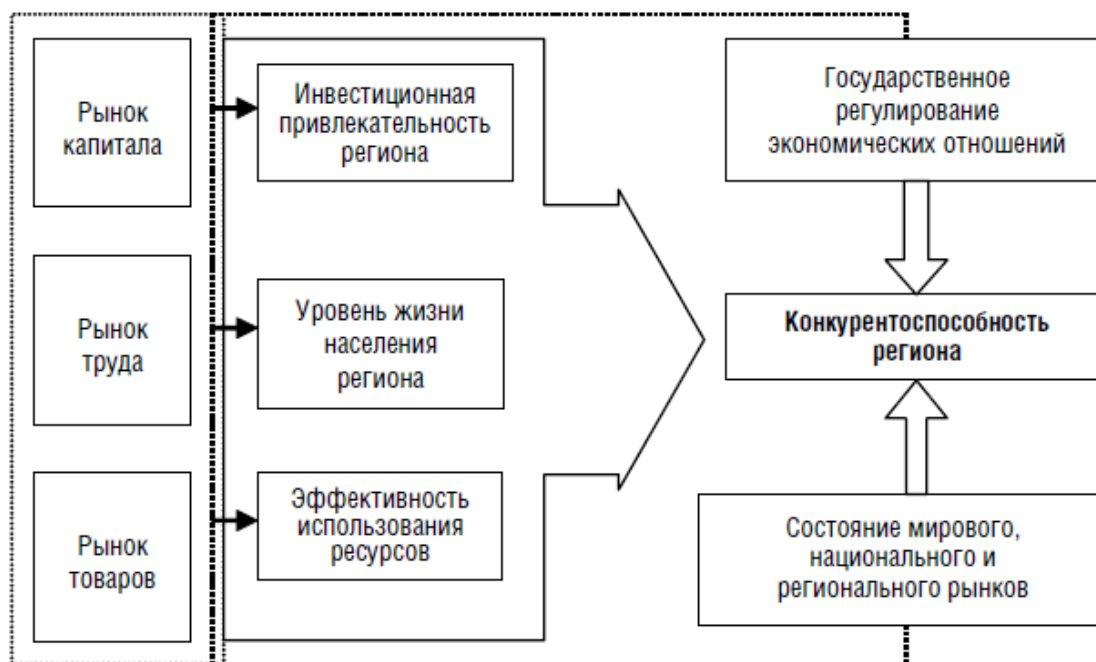 Рынок
капитала
Инвестиционная
привлекательность
региона
Государственное
регулирование
экономических отношений
Рынок
труда
Уровень жизни
населения
региона
Конкурентоспособность
региона
Рынок
товаров
Эффективность
использования
ресурсов
Состояние мирового,
национального и
регионального рынков